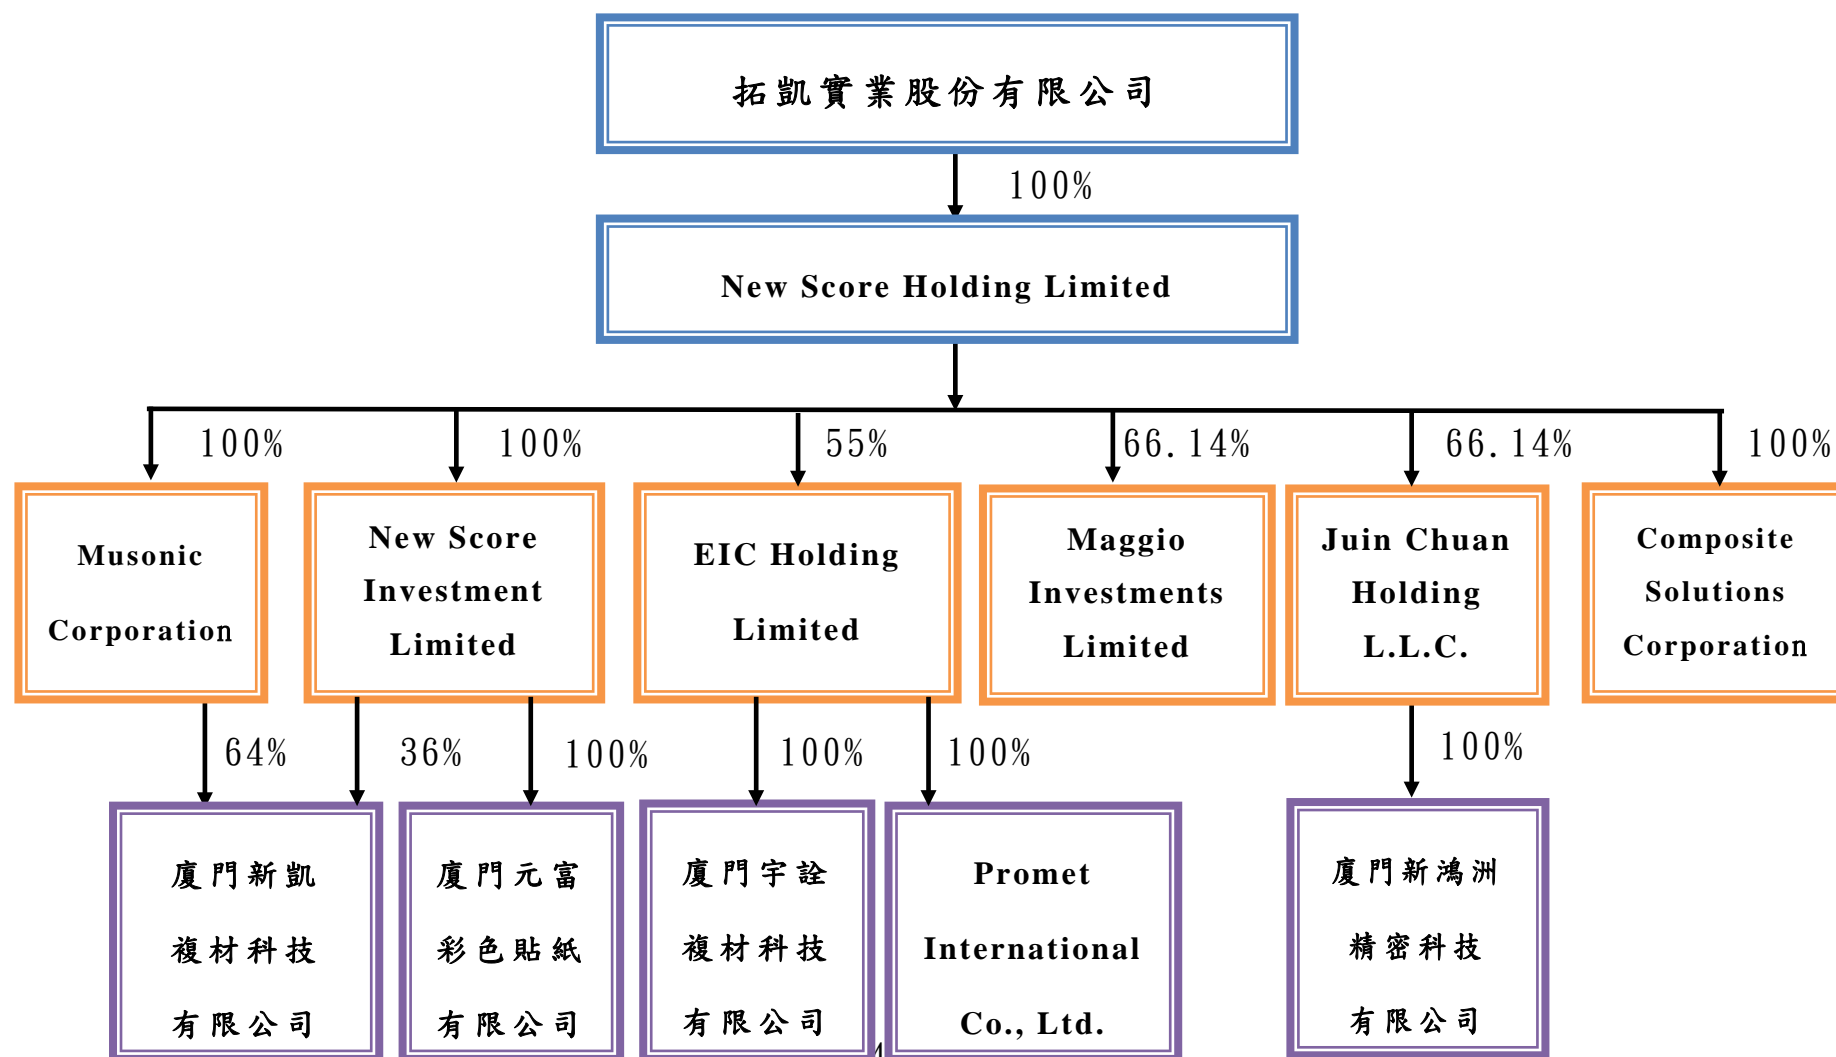 拓凱實業股份有限公司
100%
New Score Holding Limited
100%
100%
55%
66.14%
66.14%
100%
Musonic
Corporation
New Score
Investment
Limited
EIC Holding
Limited
Maggio
Investments
Limited
Juin Chuan
Holding
L.L.C.
Composite
Solutions
Corporation
64%
36%
100%
100%
100%
100%
廈門新凱
複材科技
有限公司
廈門元富
彩色貼紙
有限公司
廈門宇詮
複材科技
有限公司
Promet
International
Co., Ltd.
廈門新鴻洲
精密科技
有限公司